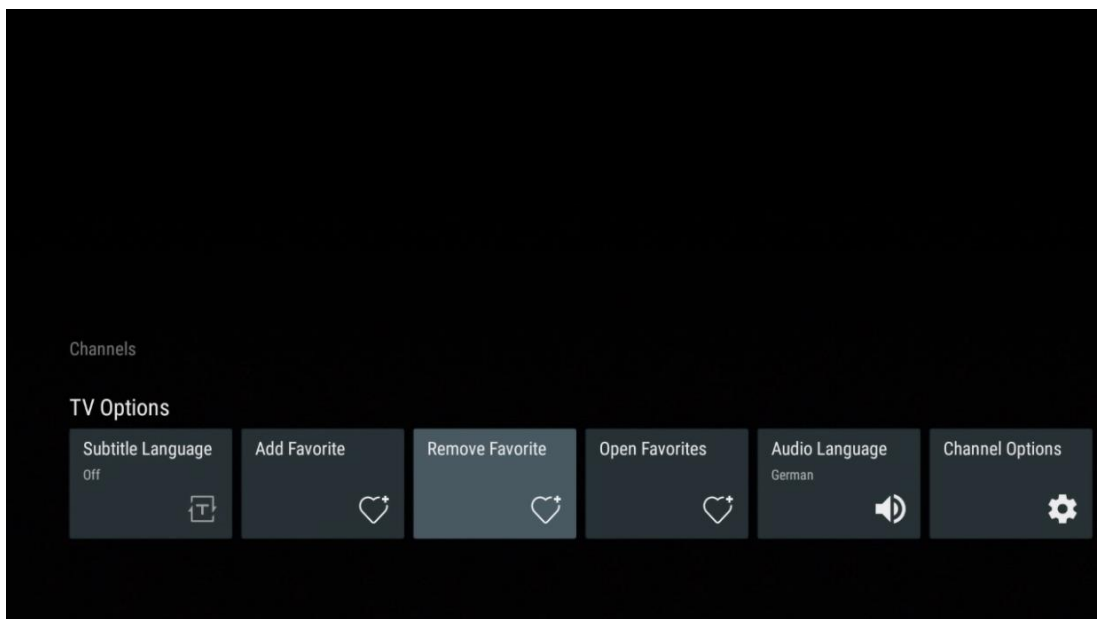 Channels
TV Options
Subtitle Language
Off
Add Favorite
Remove Favorite
Open Favorites
Audio Language
German
Channel Options